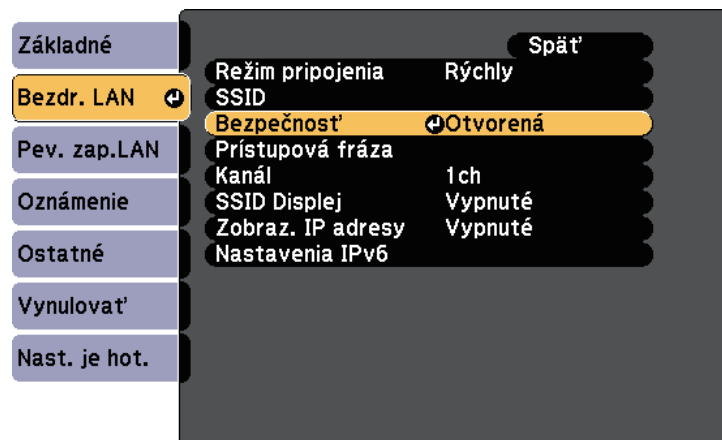 Základné
Bezdr. LAN
Pev. zap.LAN
Oznámenie
Ostatné
Vynulovať
Nast. je hot.
Späť
Režim pripojenia Rýchly
SSID
Bezpečnosť Otvorená
Prístupová fráza
Kanál 1ch
SSID Displej Vypnuté
Zobraz. IP adresy Vypnuté
Nastavenia IPv6